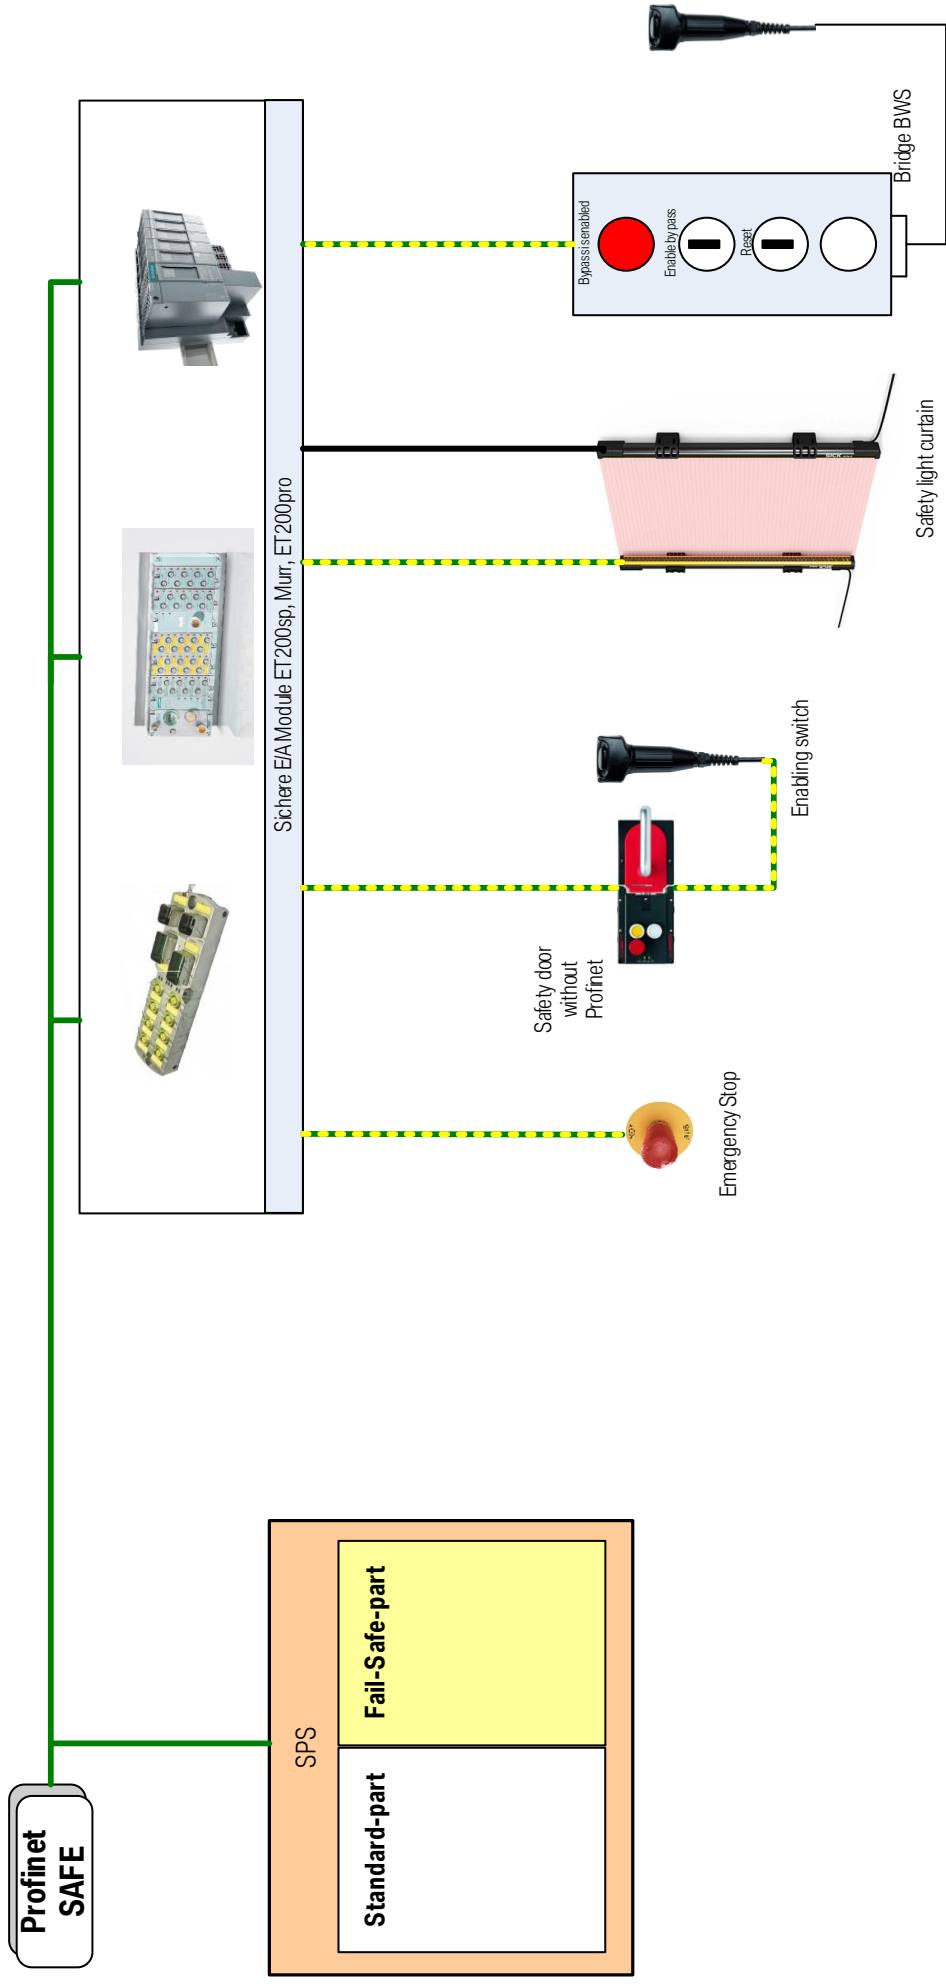 Profinet
SAFE
SPS
Standard-part
Fail-Safe-part
Sichere E/A Module ET200sp, Murr, ET200pro
Emergency Stop
Safety door
without
Profinet
Enabling switch
Safety light curtain
Bypass is enabled
Enable by pass
Reset
Bridge BWS